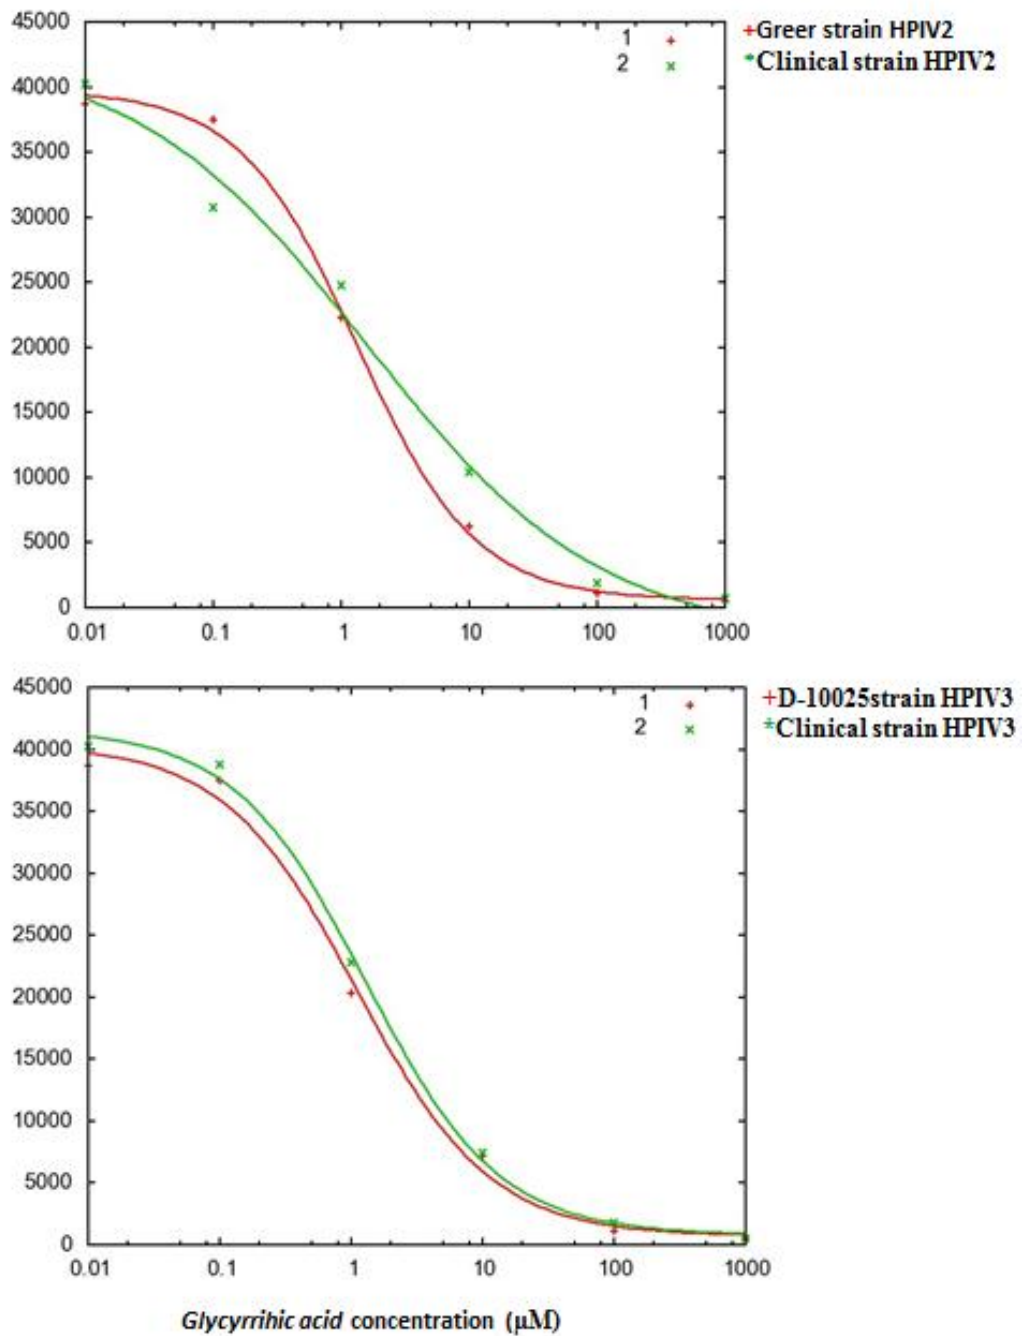 45000
1 +Greer strain HPIV2
2 Clinical strain HPIV2
40000
35000
30000
25000
20000
15000
10000
5000
0
0.01 0.1 1 10 100 1000
45000
1 +D-10025strain HPIV3
2 Clinical strain HPIV3
40000
35000
30000
25000
20000
15000
10000
5000
0
0.01 0.1 1 10 100 1000
Glycyrrihic acid concentration (μM)